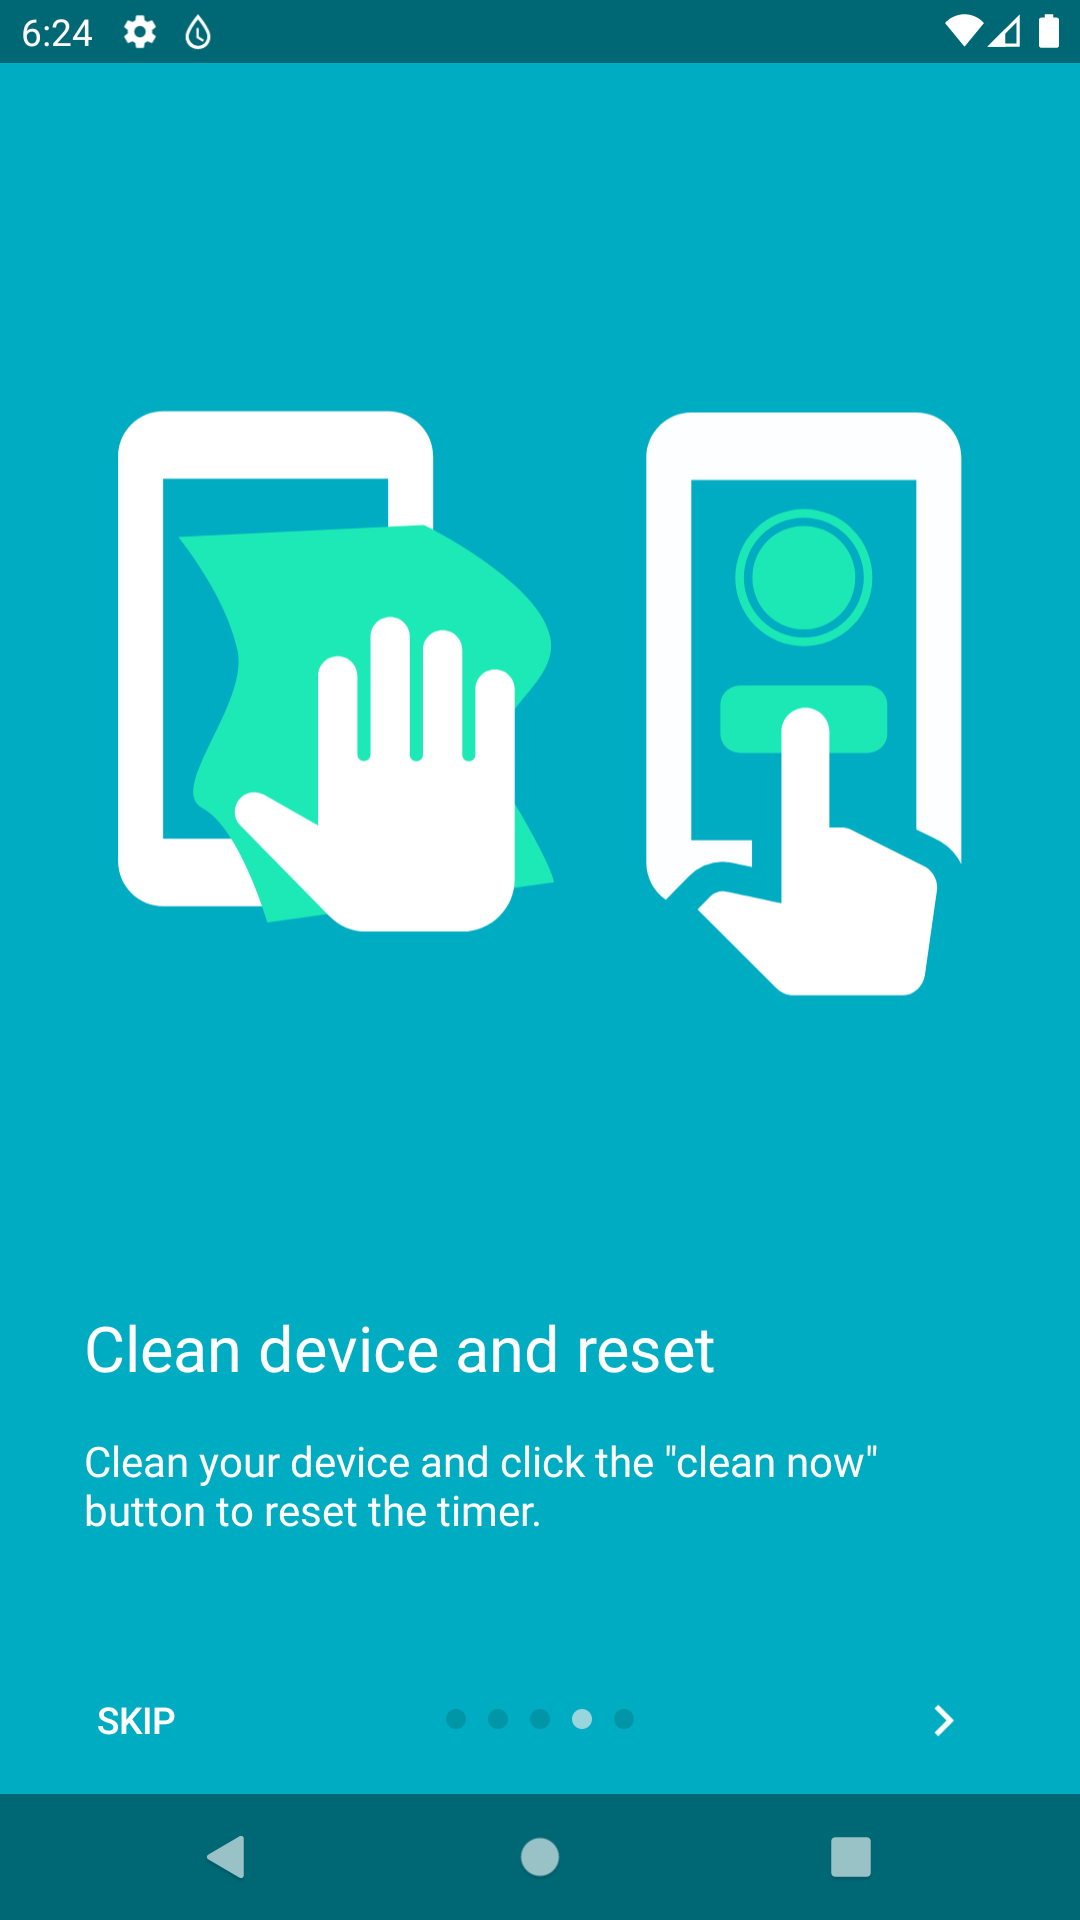 6:24
Clean device and reset
Clean your device and click the "clean now"
button to reset the timer.
SKIP